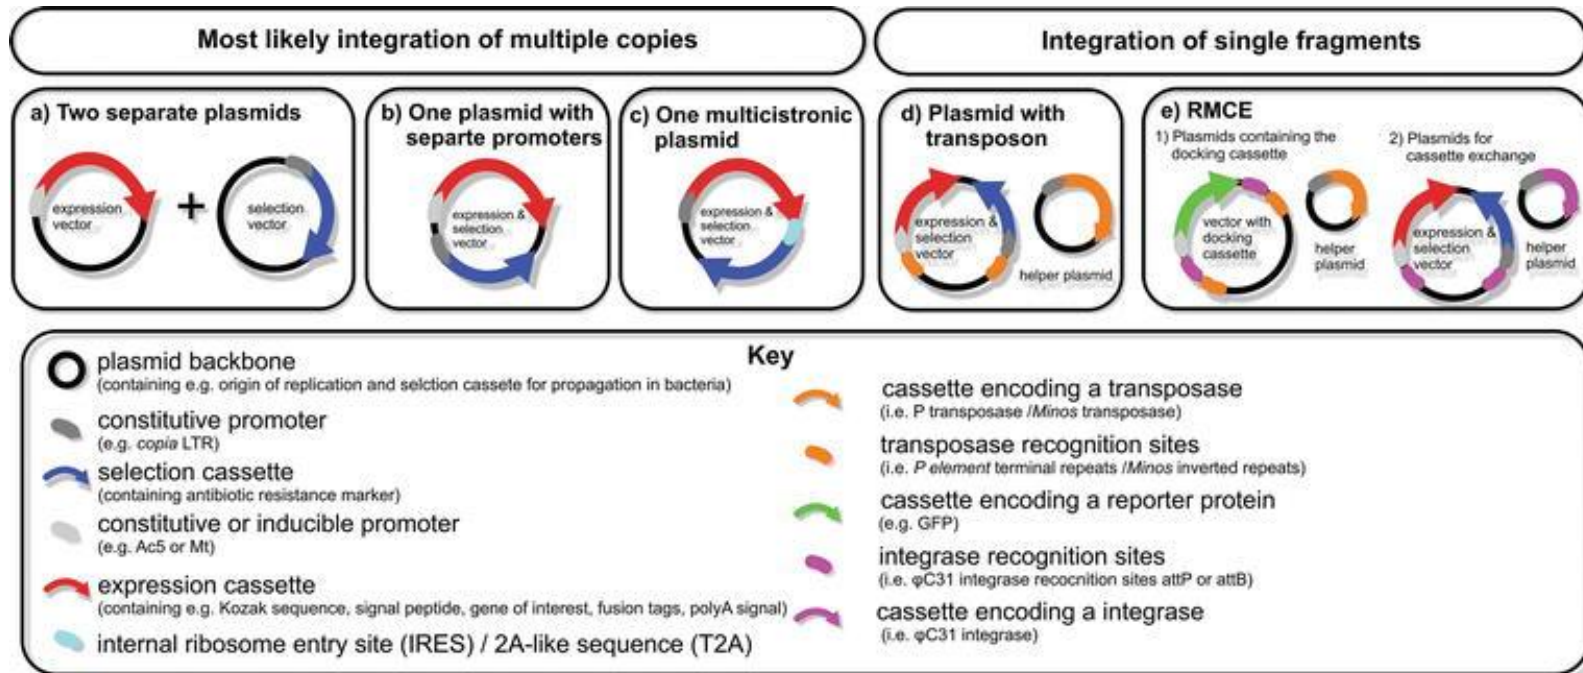 Most likely integration of multiple copies
Integration of single fragments
a) Two separate plasmids
expression
vector
+
selection
vector
b) One plasmid with
separte promoters
expression &
selection
vector
c) One multicistronic
plasmid
expression &
selection
vector
d) Plasmid with
transposon
expression &
selection
vector
helper plasmid
e) RMCE
1) Plasmids containing the
docking cassette
vector with
docking
cassette
helper
plasmid
2) Plasmids for
cassette exchange
expression &
selection
vector
helper
plasmid
Key
plasmid backbone
(containing e.g. origin of replication and selction cassete for propagation in bacteria)
constitutive promoter
(e.g. copia LTR)
selection cassette
(containing antibiotic resistance marker)
constitutive or inducible promoter
(e.g. Ac5 or Mt)
expression cassette
(containing e.g. Kozak sequence, signal peptide, gene of interest, fusion tags, polyA signal)
internal ribosome entry site (IRES) / 2A-like sequence (T2A)
cassette encoding a transposase
(i.e. P transposase /Minos transposase)
transposase recognition sites
(i.e. P element terminal repeats /Minos inverted repeats)
cassette encoding a reporter protein
(e.g. GFP)
integrase recognition sites
(i.e. φC31 integrase recocnition sites attP or attB)
cassette encoding a integrase
(i.e. φC31 integrase)